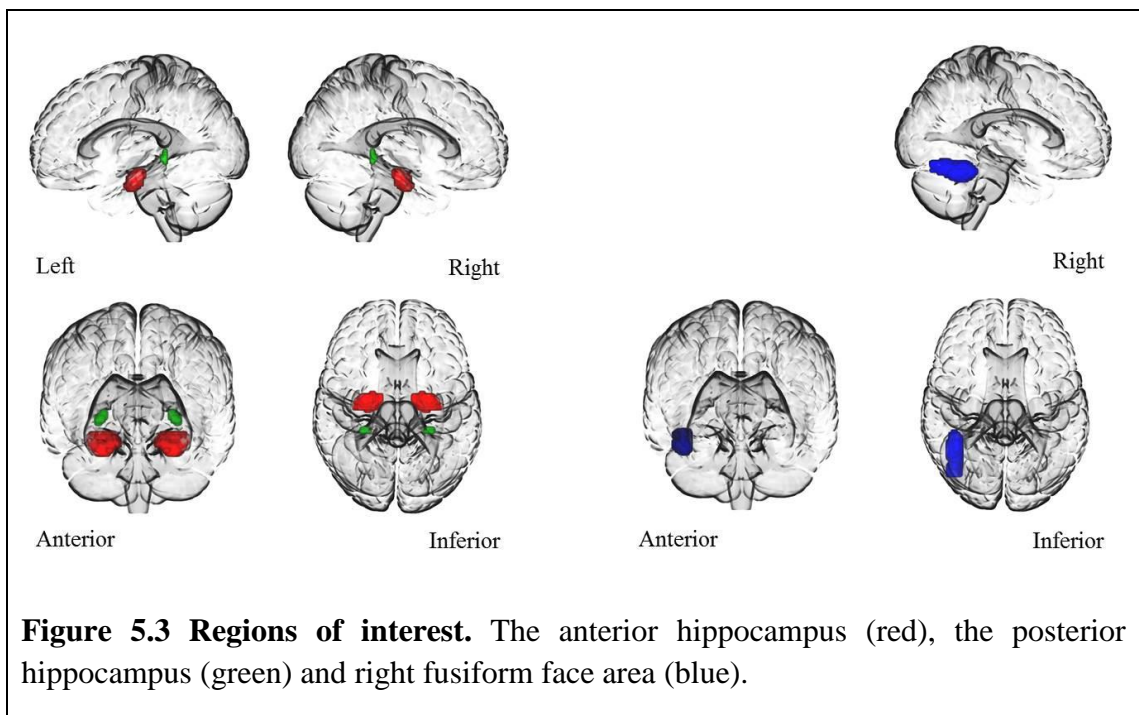 Left
Right
Right
Anterior
Inferior
Anterior
Inferior
Figure 5.3 Regions of interest. The anterior hippocampus (red), the posterior
hippocampus (green) and right fusiform face area (blue).